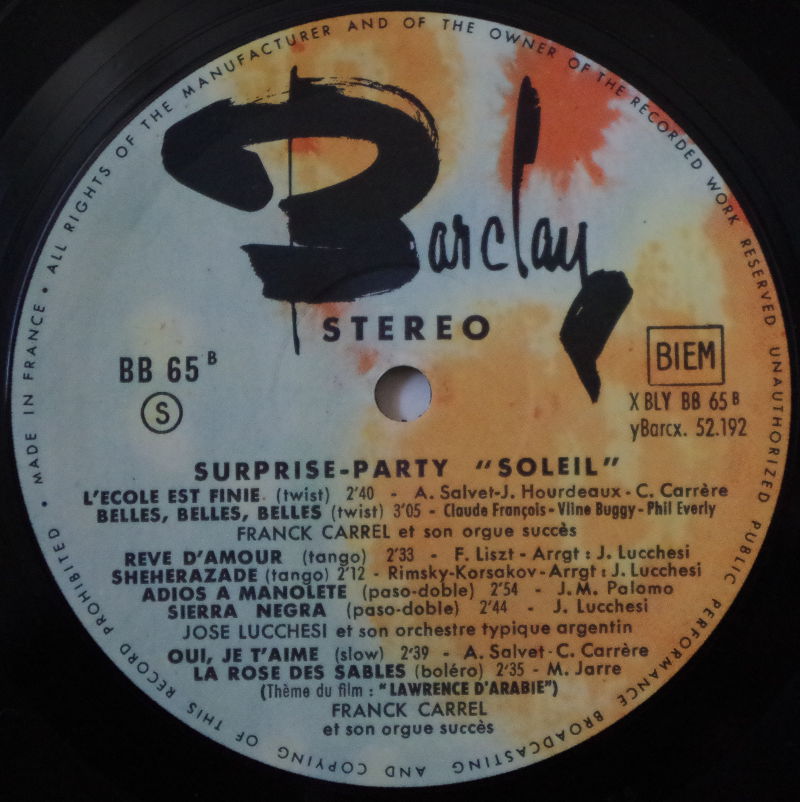 MADE IN FRANCE • ALL RIGHTS OF THE MANUFACTURER AND OF THE OWNER OF THE RECORDED WORK RESERVED UNAUTHORIZED PUBLIC PERFORMANCE BROADCASTING AND COPYING OF THIS RECORD PROHIBITED •
Barclay
STEREO
BB 65 B
S
BIEM
X BLY BB 65 B
yBarcx. 52.192
SURPRISE-PARTY "SOLEIL"
L'ECOLE EST FINIE (twist) 2'40 - A. Salvet-J. Hourdeaux-C. Carrère
BELLES, BELLES, BELLES (twist) 3'05 - Claude François-Vline Buggy-Phil Everly
FRANCK CARREL et son orgue succès
REVE D'AMOUR (tango) 2'33 - F. Liszt-Arrgt : J. Lucchesi
SHEHERAZADE (tango) 2'12 - Rimsky-Korsakov-Arrgt : J. Lucchesi
ADIOS A MANOLETE (paso-doble) 2'54 - J.M. Palomo
SIERRA NEGRA (paso-doble) 2'44 - J. Lucchesi
JOSE LUCCHESI et son orchestre typique argentin
OUI, JE T'AIME (slow) 2'39 - A. Salvet-C. Carrère
LA ROSE DES SABLES (boléro) 2'35 - M. Jarre
(Thème du film : "LAWRENCE D'ARABIE")
FRANCK CARREL
et son orgue succès